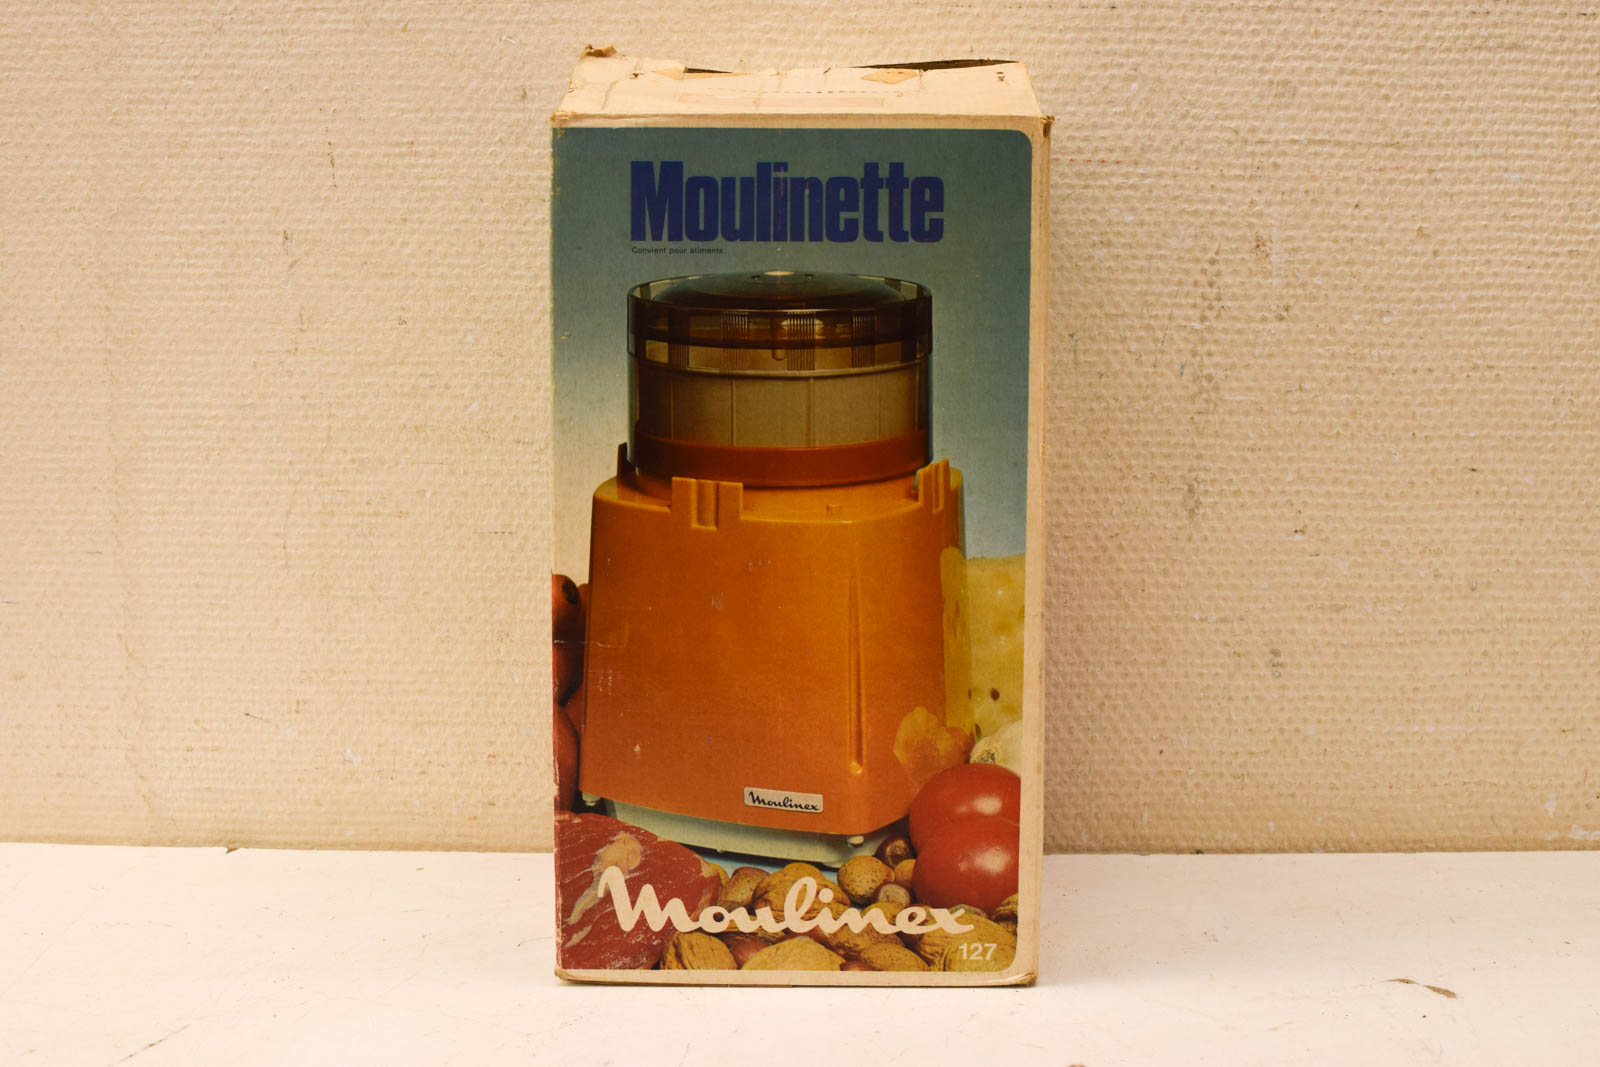 Moulinette
Convient pour aliments
Moulinex
Moulinex
127